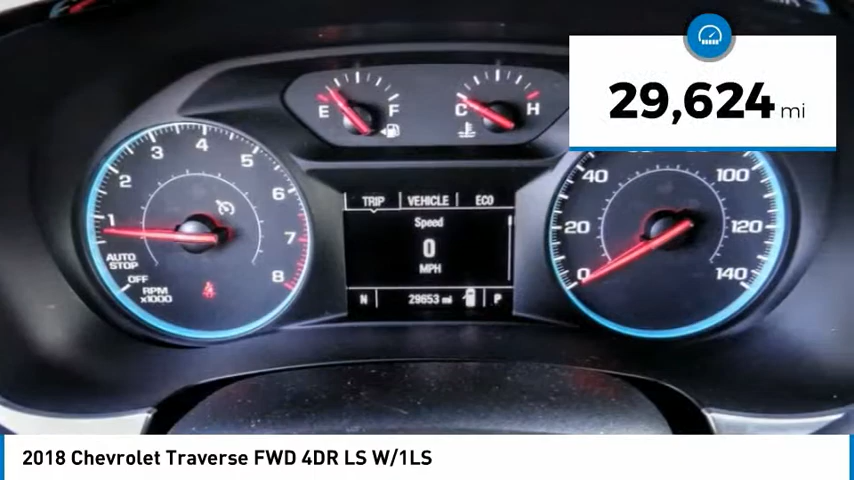 29,624 mi
E F C H
TRIP VEHICLE ECO
Speed
0
MPH
N 29653 mi P
1 2 3 4 5 6 7 8
AUTO
STOP
OFF
RPM
x1000
0 20 40 100 120 140
2018 Chevrolet Traverse FWD 4DR LS W/1LS